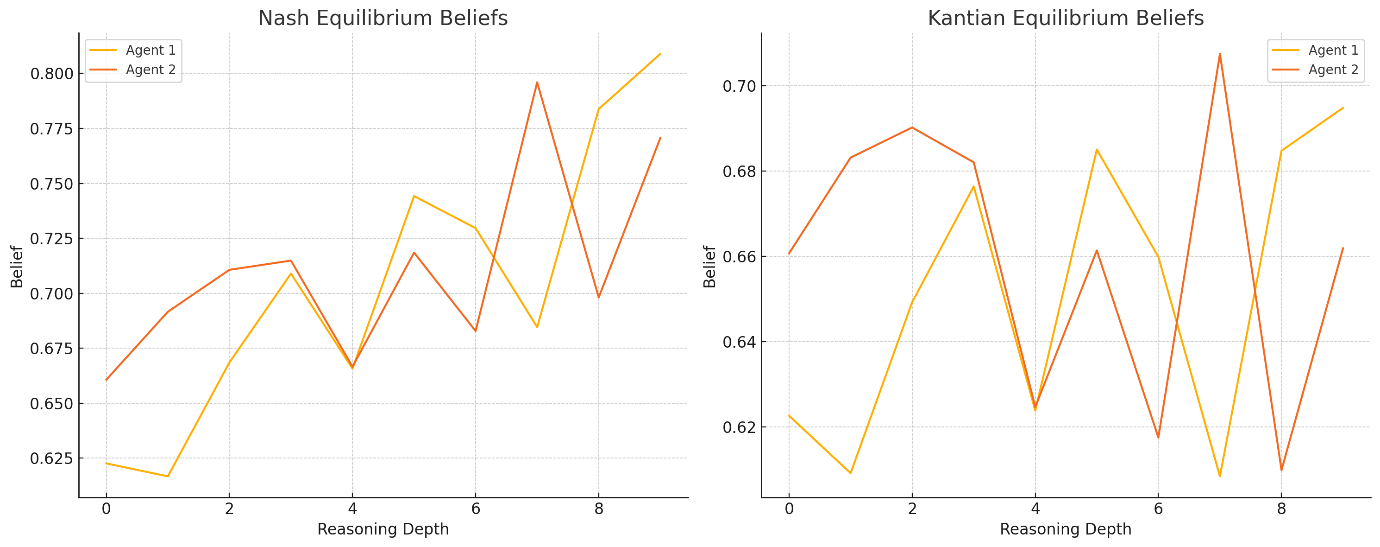 Nash Equilibrium Beliefs
Agent 1
Agent 2
0.800
0.775
0.750
0.725
0.700
0.675
0.650
0.625
Belief
0 2 4 6 8
Reasoning Depth
Kantian Equilibrium Beliefs
Agent 1
Agent 2
0.70
0.68
0.66
0.64
0.62
Belief
0 2 4 6 8
Reasoning Depth